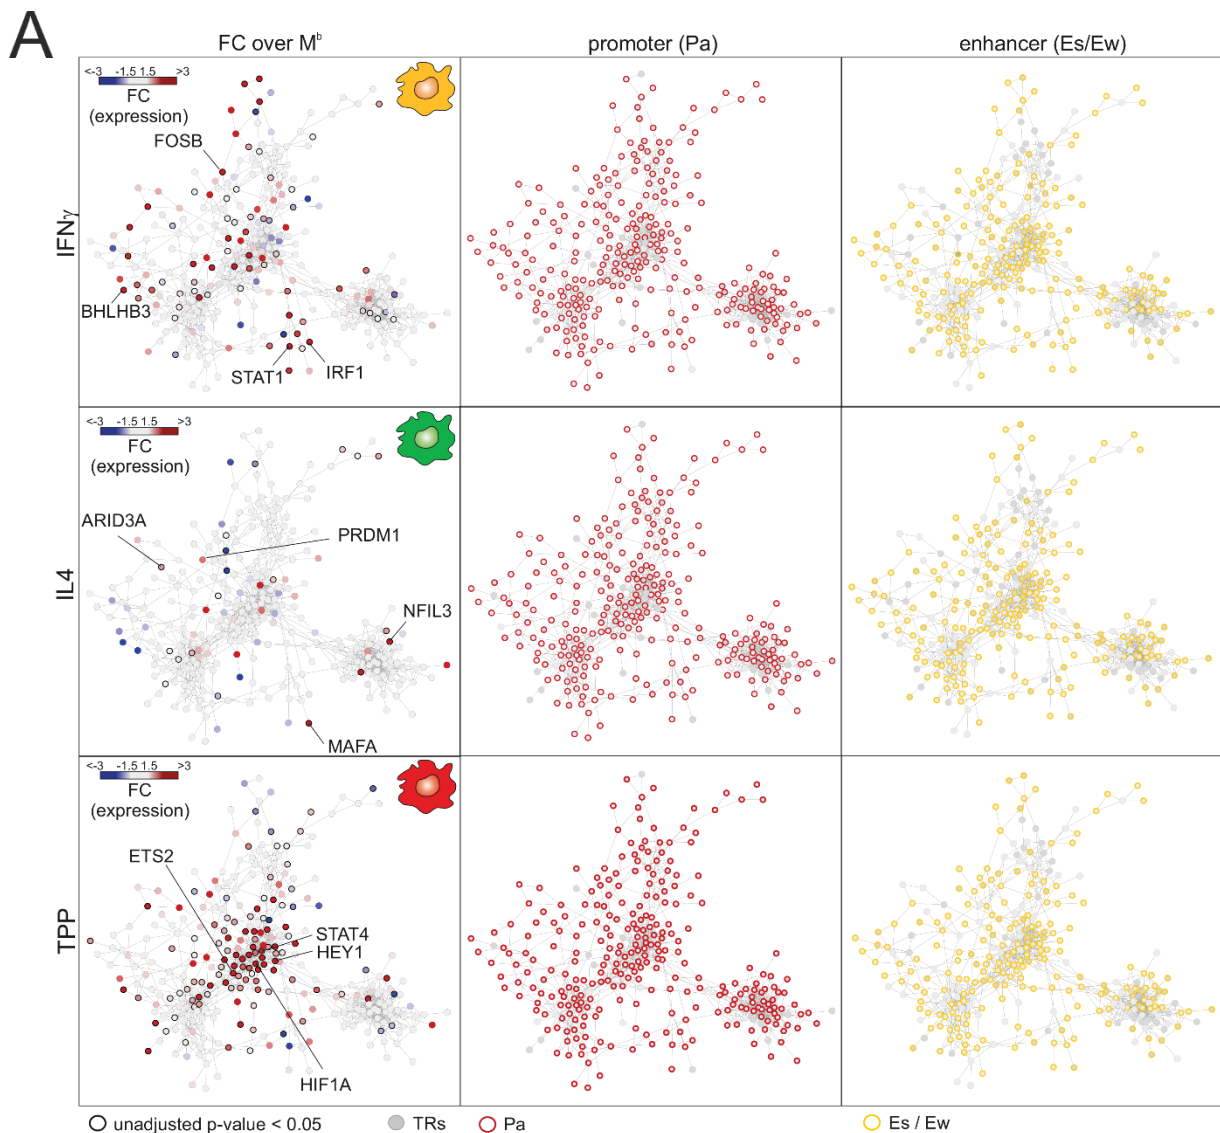 A
FC over Mᵇ
promoter (Pa)
enhancer (Es/Ew)
IFNγ
<-3 -1.5 1.5 >3
FC
(expression)
FOSB
BHLHB3
STAT1
IRF1
IL4
<-3 -1.5 1.5 >3
FC
(expression)
ARID3A
PRDM1
NFIL3
MAFA
TPP
<-3 -1.5 1.5 >3
FC
(expression)
ETS2
STAT4
HEY1
HIF1A
unadjusted p-value < 0.05
TRs
Pa
Es / Ew